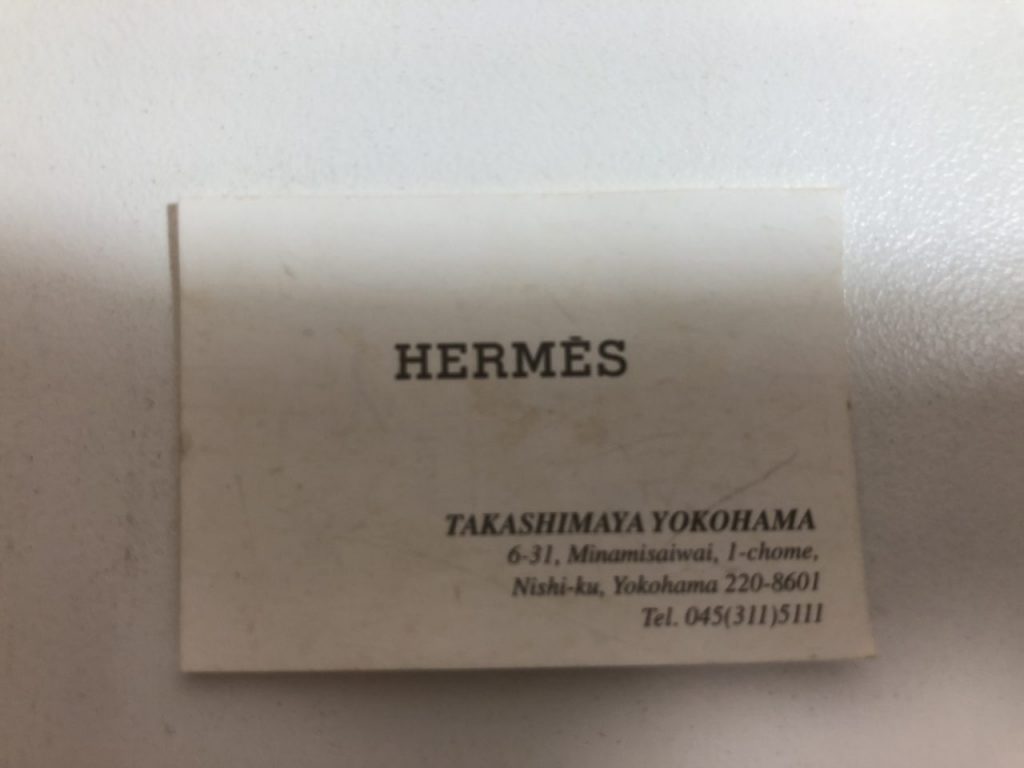 HERMÈS
TAKASHIMAYA YOKOHAMA
6-31, Minamisaiwai, 1-chome,
Nishi-ku, Yokohama 220-8601
Tel. 045(311)5111